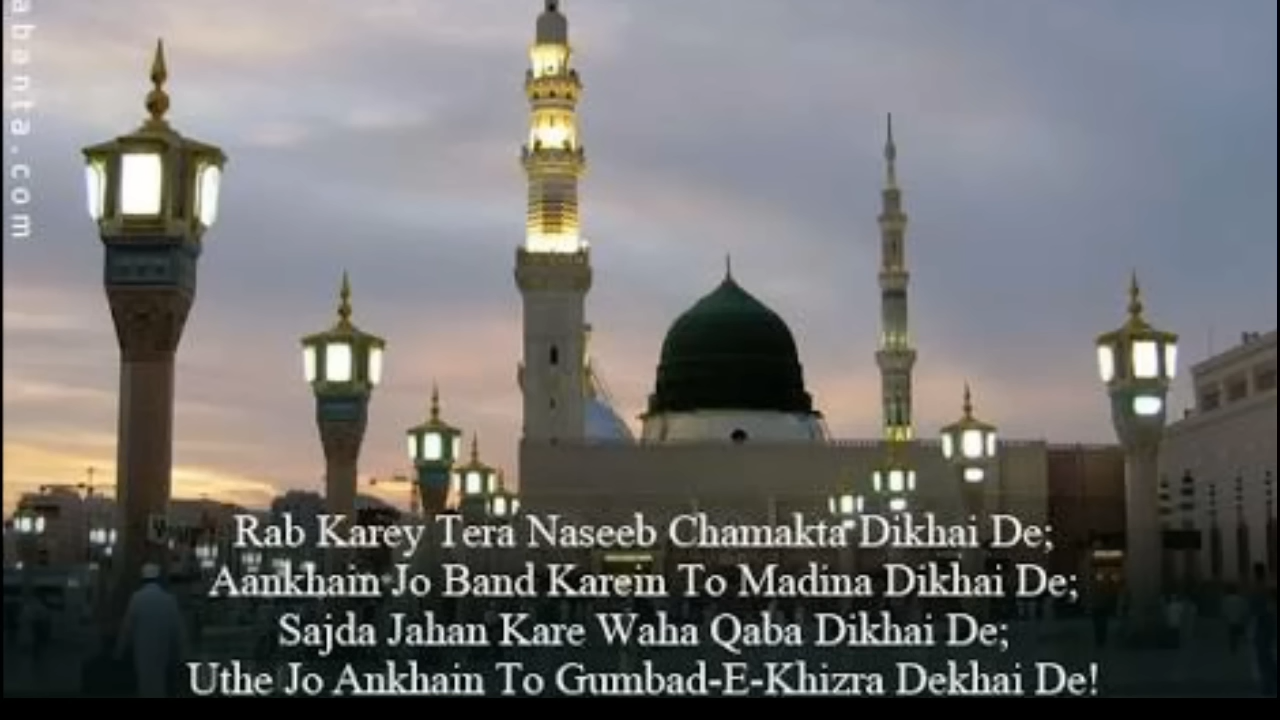 abanta.com
Rab Karey Tera Naseeb Chamakta Dikhai De;
Aankhain Jo Band Karein To Madina Dikhai De;
Sajda Jahan Kare Waha Qaba Dikhai De;
Uthe Jo Ankhain To Gumbad-E-Khizra Dekhai De!